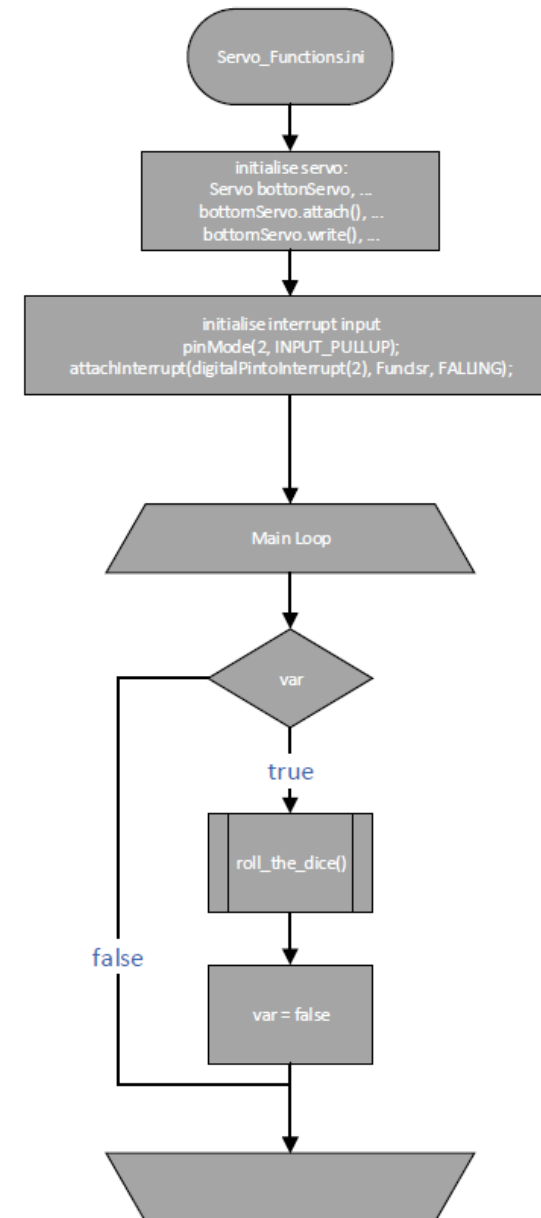 Servo_Functions.ini
initialise servo:
Servo bottonServo, ...
bottomServo.attach(), ...
bottomServo.write(), ...
initialise interrupt input
pinMode(2, INPUT_PULLUP);
attachInterrupt(digitalPintoInterrupt(2), FuncIsr, FALLING);
Main Loop
var
true
roll_the_dice()
false
var = false